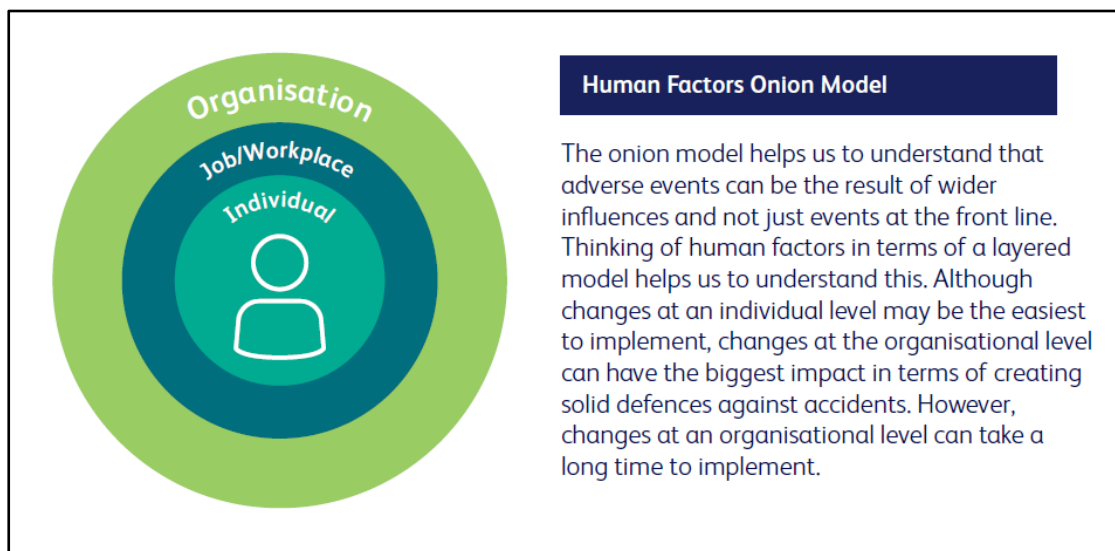 Organisation
Job/Workplace
Individual
Human Factors Onion Model
The onion model helps us to understand that
adverse events can be the result of wider
influences and not just events at the front line.
Thinking of human factors in terms of a layered
model helps us to understand this. Although
changes at an individual level may be the easiest
to implement, changes at the organisational level
can have the biggest impact in terms of creating
solid defences against accidents. However,
changes at an organisational level can take a
long time to implement.